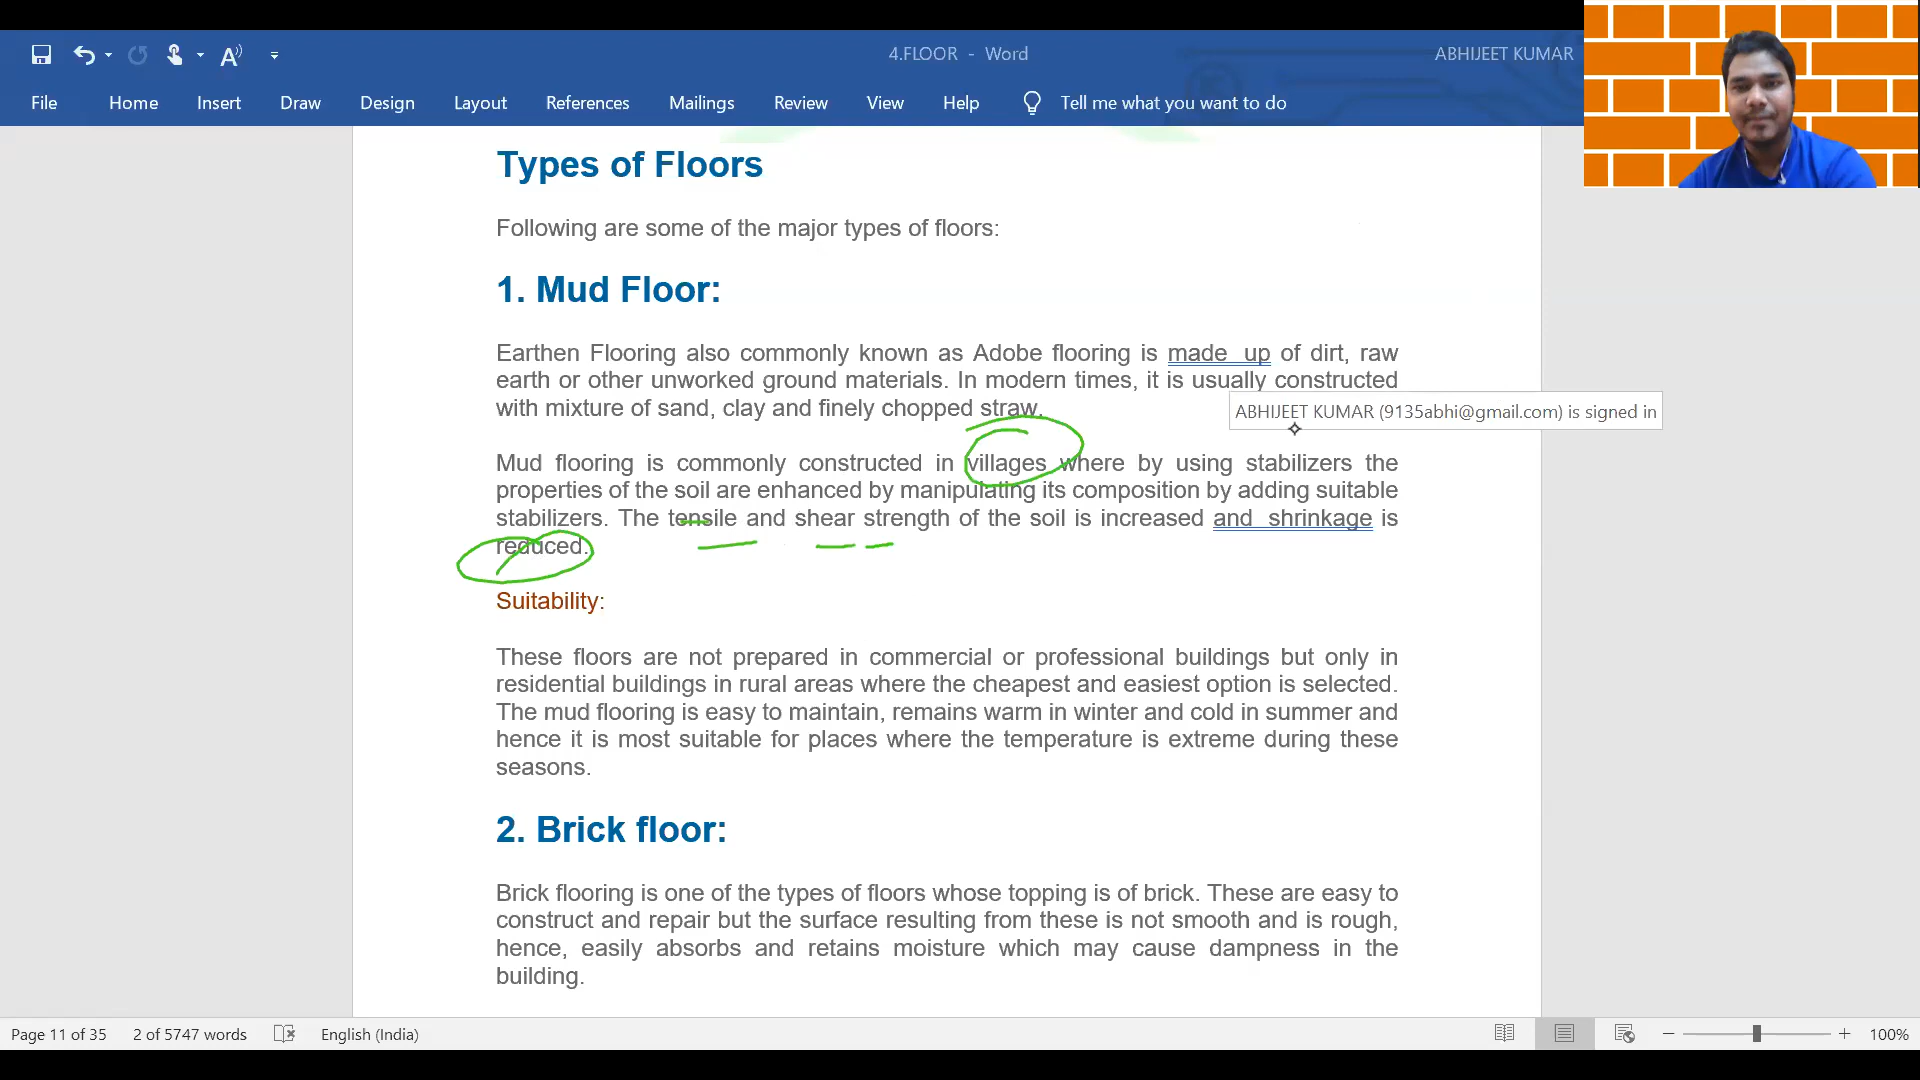 4.FLOOR - Word
ABHIJEET KUMAR
File Home Insert Draw Design Layout References Mailings Review View Help Tell me what you want to do
Types of Floors
Following are some of the major types of floors:
1. Mud Floor:
Earthen Flooring also commonly known as Adobe flooring is made up of dirt, raw
earth or other unworked ground materials. In modern times, it is usually constructed
with mixture of sand, clay and finely chopped straw.
ABHIJEET KUMAR (9135abhi@gmail.com) is signed in
Mud flooring is commonly constructed in villages where by using stabilizers the
properties of the soil are enhanced by manipulating its composition by adding suitable
stabilizers. The tensile and shear strength of the soil is increased and shrinkage is
reduced.
Suitability:
These floors are not prepared in commercial or professional buildings but only in
residential buildings in rural areas where the cheapest and easiest option is selected.
The mud flooring is easy to maintain, remains warm in winter and cold in summer and
hence it is most suitable for places where the temperature is extreme during these
seasons.
2. Brick floor:
Brick flooring is one of the types of floors whose topping is of brick. These are easy to
construct and repair but the surface resulting from these is not smooth and is rough,
hence, easily absorbs and retains moisture which may cause dampness in the
building.
Page 11 of 35 2 of 5747 words English (India) 100%